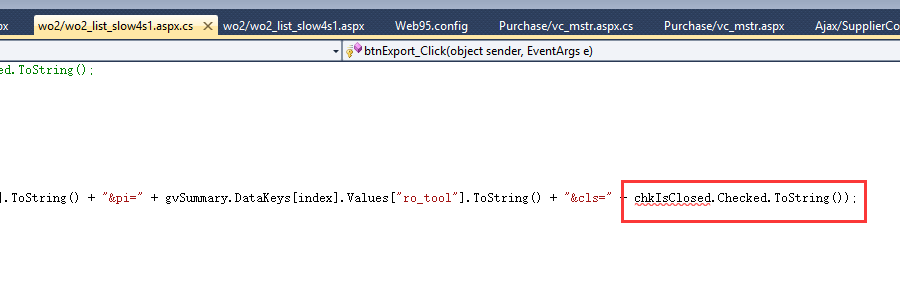 px wo2/wo2_list_slow4s1.aspx.cs × wo2/wo2_list_slow4s1.aspx Web95.config Purchase/vc_mstr.aspx.cs Purchase/vc_mstr.aspx Ajax/SupplierCo
btnExport_Click(object sender, EventArgs e)
ed.ToString();
].ToString() + "&pi=" + gvSummary.DataKeys[index].Values["ro_tool"].ToString() + "&cls=" + chkIsClosed.Checked.ToString());